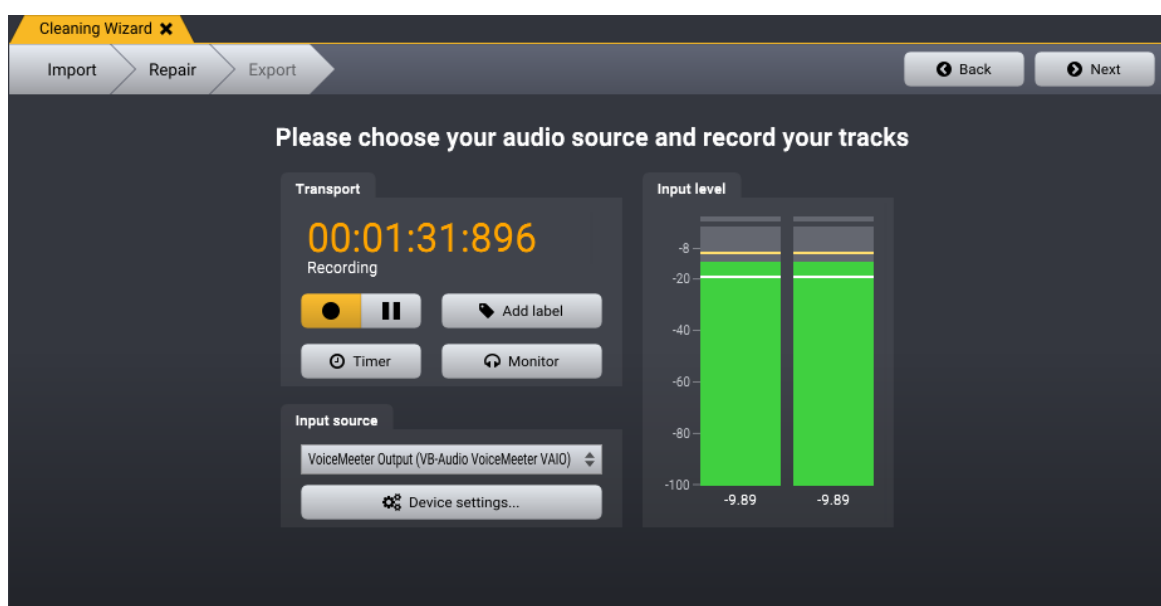 Cleaning Wizard
Import Repair Export Back Next
Please choose your audio source and record your tracks
Transport
00:01:31:896
Recording
Add label
Timer Monitor
Input source
VoiceMeeter Output (VB-Audio VoiceMeeter VAIO)
Device settings...
Input level
-8
-20
-40
-60
-80
-100
-9.89 -9.89